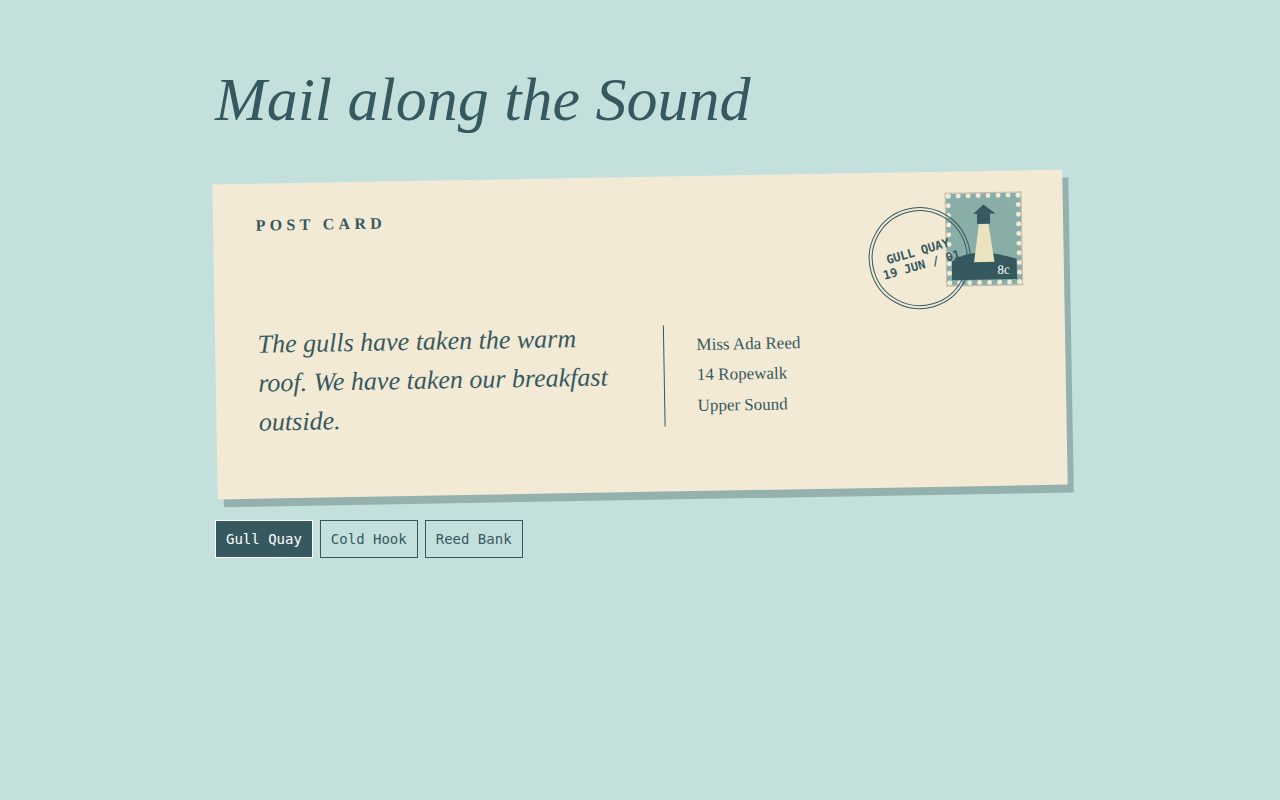 Mail along the Sound
POST CARD
GULL QUAY
19 JUN / 01
8c
The gulls have taken the warm
roof. We have taken our breakfast
outside.
Miss Ada Reed
14 Ropewalk
Upper Sound
Gull Quay
Cold Hook
Reed Bank